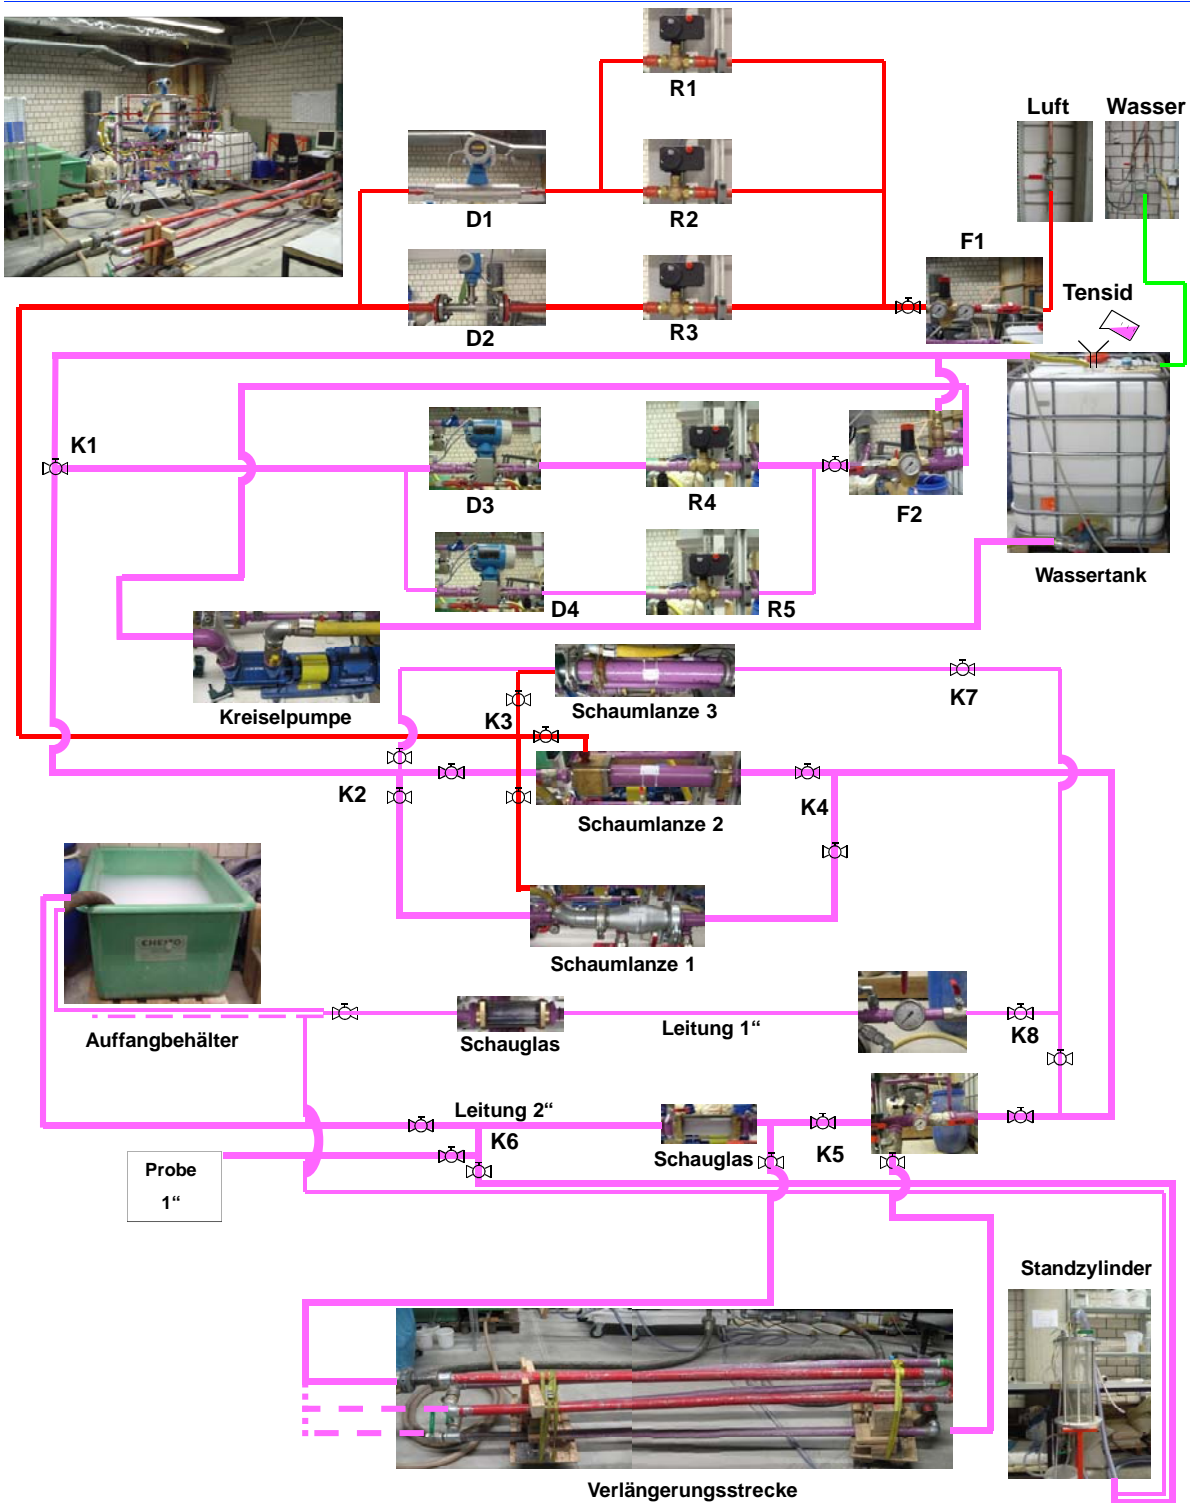 R1
Luft
Wasser
D1
R2
F1
Tensid
D2
R3
K1
D3
R4
F2
Wassertank
D4
R5
Kreiselpumpe
K3
Schaumlanze 3
K7
K2
K4
Schaumlanze 2
CHEMO
Schaumlanze 1
Auffangbehälter
Schauglas
Leitung 1“
K8
Leitung 2“
K6
Schauglas
K5
Probe
1“
Standzylinder
Verlängerungsstrecke